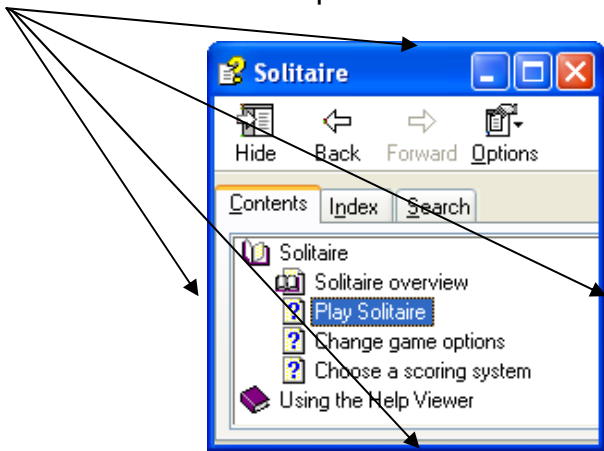 Solitaire
Hide Back Forward Options
Contents Index Search
Solitaire
Solitaire overview
Play Solitaire
Change game options
Choose a scoring system
Using the Help Viewer